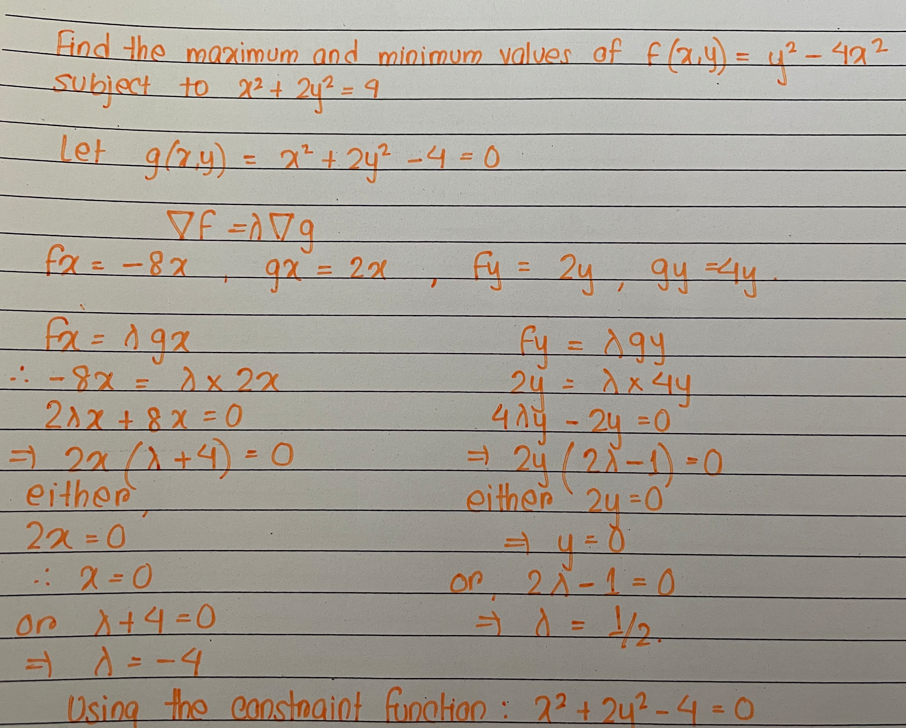 Find the maximum and minimum values of f(x,y) = y² - 4x²
subject to x² + 2y² = 9
Let g(x,y) = x² + 2y² - 4 = 0
∇f = λ∇g
fx = -8x , gx = 2x , fy = 2y , gy = 4y.
fx = λ gx
∴ -8x = λ × 2x
2λx + 8x = 0
⇒ 2x (λ + 4) = 0
either,
2x = 0
∴ x = 0
or λ + 4 = 0
⇒ λ = -4
fy = λgy
2y = λ × 4y
4λy - 2y = 0
⇒ 2y (2λ - 1) = 0
either 2y = 0
⇒ y = 0
or, 2λ - 1 = 0
⇒ λ = 1/2.
Using the constraint function : x² + 2y² - 4 = 0